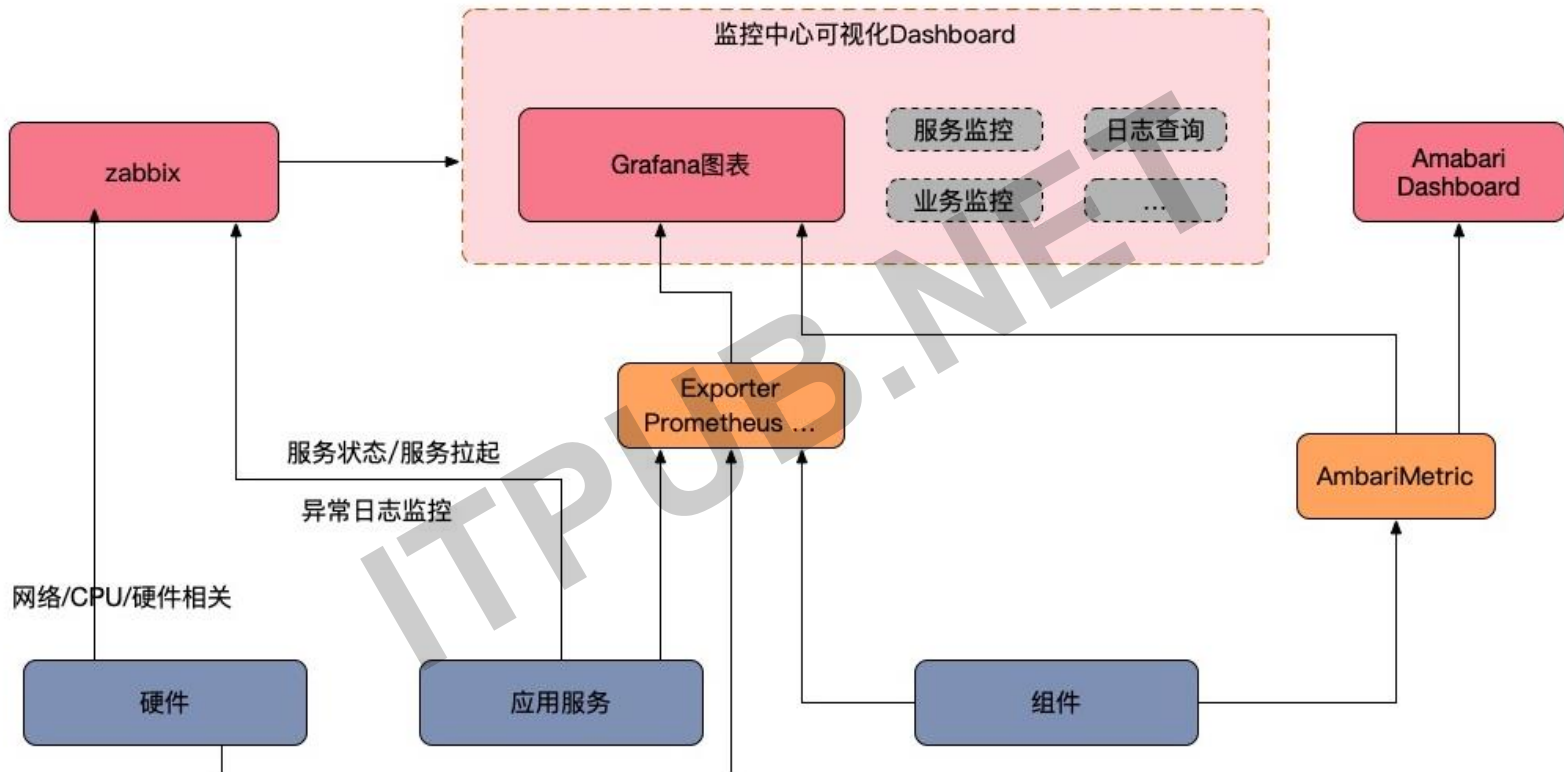 监控中心可视化Dashboard
zabbix
Grafana图表
服务监控
日志查询
业务监控
...
Amabari
Dashboard
Exporter
Prometheus ...
服务状态/服务拉起
异常日志监控
AmbariMetric
网络/CPU/硬件相关
硬件
应用服务
组件
ITPUB.NET